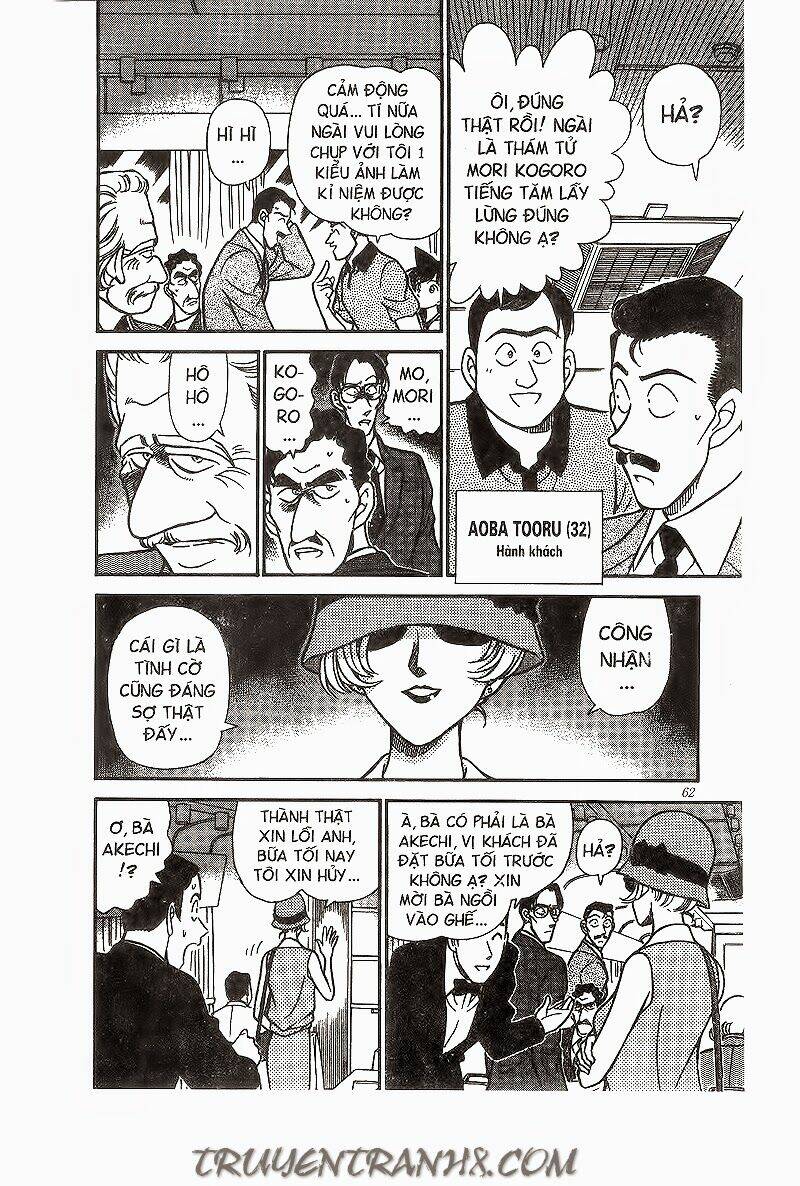 HẢ?
ÔI, ĐÚNG
THẬT RỒI! NGÀI
LÀ THÁM TỬ
MORI KOGORO
TIẾNG TĂM LẤY
LỪNG ĐÚNG
KHÔNG Ạ?
AOBA TOORU (32)
Hành khách
CẢM ĐỘNG
QUÁ... TÍ NỮA
NGÀI VUI LÒNG
CHỤP VỚI TÔI 1
KIỂU ẢNH LÀM
KỈ NIỆM ĐƯỢC
KHÔNG?
HÌ HÌ
...
MO,
MORI
...
KO-
GO-
RO
...
HÔ
HÔ
...
CÔNG
NHẬN
...
CÁI GÌ LÀ
TÌNH CỜ
CŨNG ĐÁNG
SỢ THẬT
ĐẤY...
62
HẢ?
À, BÀ CÓ PHẢI LÀ BÀ
AKECHI, VỊ KHÁCH ĐÃ
ĐẶT BỮA TỐI TRƯỚC
KHÔNG Ạ? XIN
MỜI BÀ NGỒI
VÀO GHẾ...
THÀNH THẬT
XIN LỖI ANH,
BỮA TỐI NAY
TÔI XIN HỦY...
Ơ, BÀ
AKECHI
!?
TRUYENTRANH8.COM